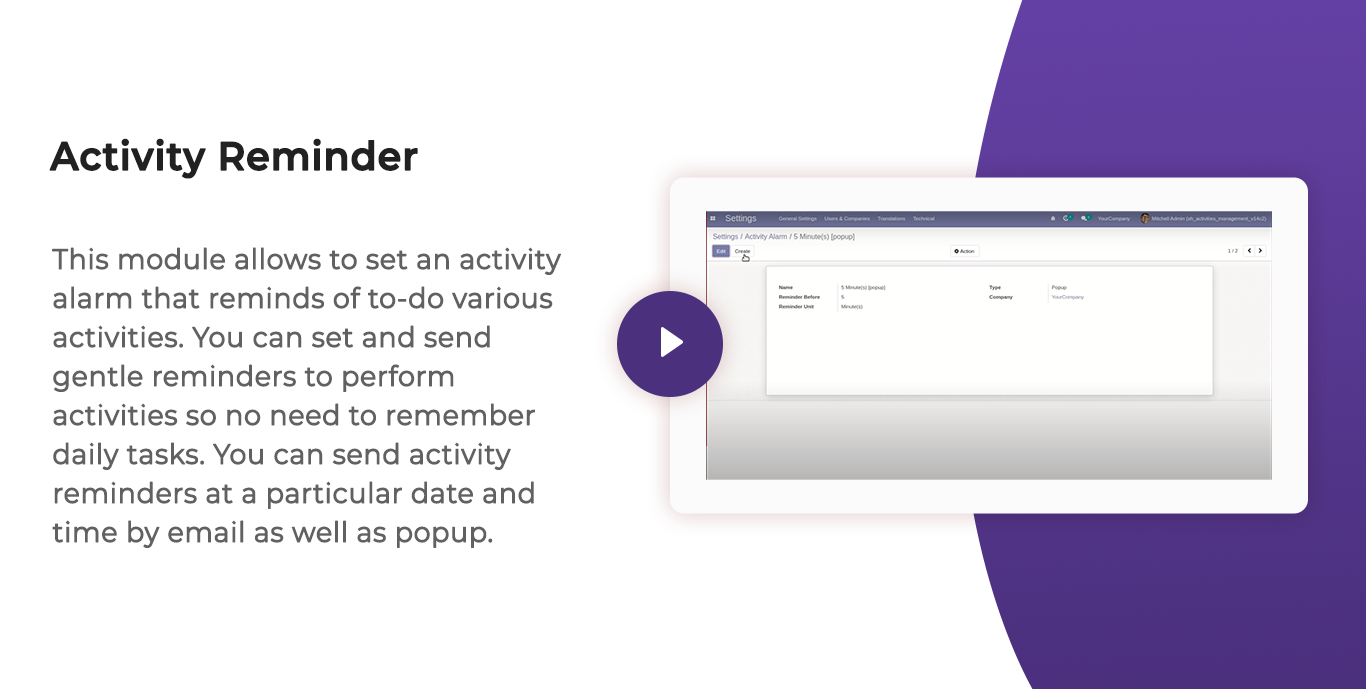 Activity Reminder
This module allows to set an activity
alarm that reminds of to-do various
activities. You can set and send
gentle reminders to perform
activities so no need to remember
daily tasks. You can send activity
reminders at a particular date and
time by email as well as popup.
Settings General Settings Users & Companies Translations Technical YourCompany Mitchell Admin (sh_activities_management_v14c2)
Settings / Activity Alarm / 5 Minute(s) [popup]
Edit Create Action 1 / 2
Name 5 Minute(s) [popup] Type Popup
Reminder Before 5 Company YourCompany
Reminder Unit Minute(s)